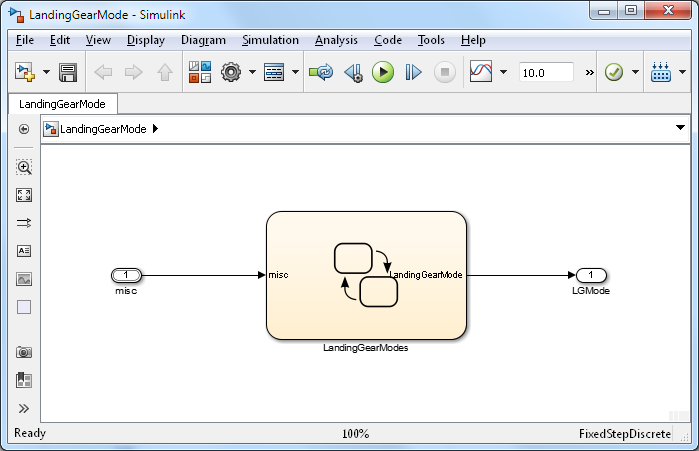 LandingGearMode - Simulink
File Edit View Display Diagram Simulation Analysis Code Tools Help
10.0 »
LandingGearMode
LandingGearMode
1
misc
misc
LandingGearMode
LandingGearModes
1
LGMode
Ready 100% FixedStepDiscrete